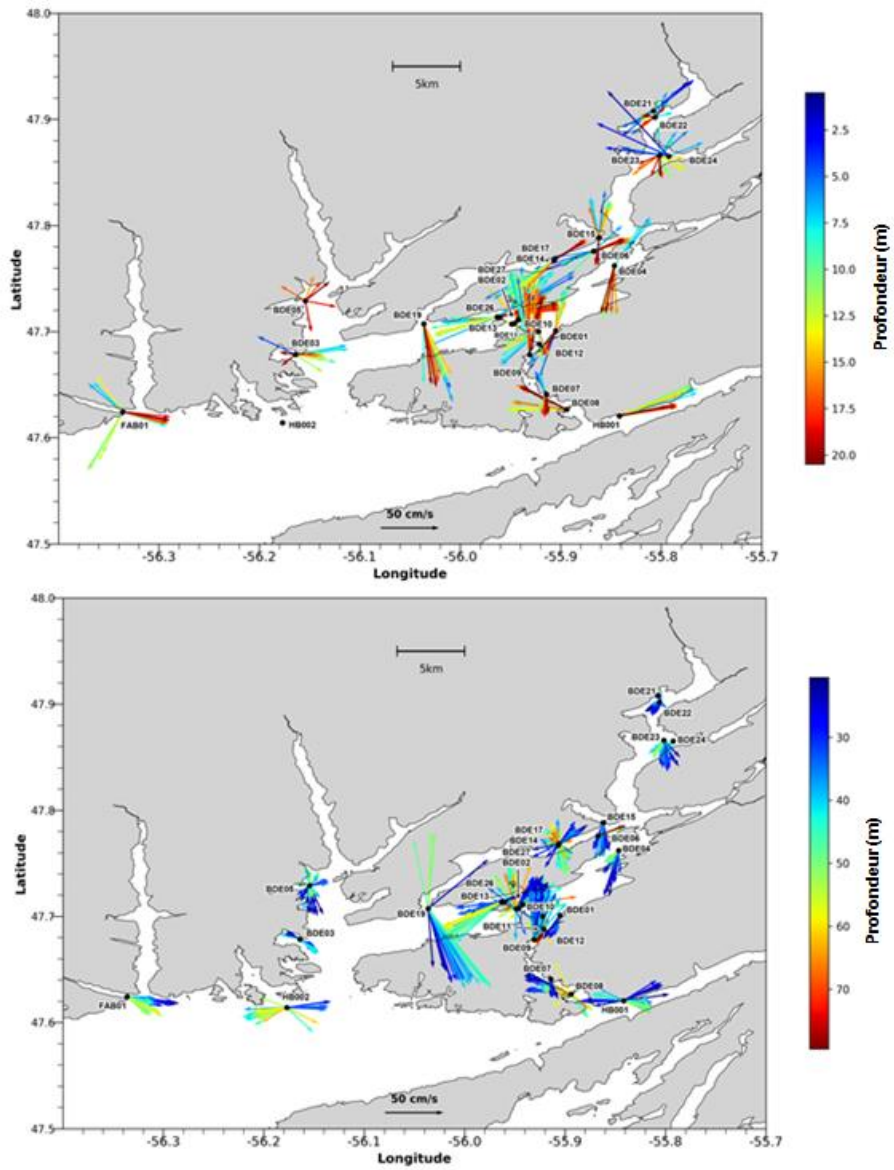 48.0
47.9
47.8
47.7
47.6
47.5
Latitude
5km
BDE21
BDE22
BDE23
BDE24
BDE15
BDE17
BDE14
BDE06
BDE04
BDE27
BDE02
BDE26
BDE13
BDE10
BDE11
BDE01
BDE12
BDE09
BDE19
BDE05
BDE03
BDE07
BDE08
HB001
HB002
FAB01
50 cm/s
-56.3
-56.2
-56.1
-56.0
-55.9
-55.8
-55.7
Longitude
2.5
5.0
7.5
10.0
12.5
15.0
17.5
20.0
Profondeur (m)
48.0
47.9
47.8
47.7
47.6
47.5
Latitude
5km
BDE21
BDE22
BDE23
BDE24
BDE15
BDE17
BDE14
BDE06
BDE04
BDE27
BDE02
BDE26
BDE13
BDE10
BDE11
BDE01
BDE12
BDE09
BDE19
BDE05
BDE03
BDE07
BDE08
HB001
HB002
FAB01
50 cm/s
-56.3
-56.2
-56.1
-56.0
-55.9
-55.8
-55.7
Longitude
30
40
50
60
70
Profondeur (m)